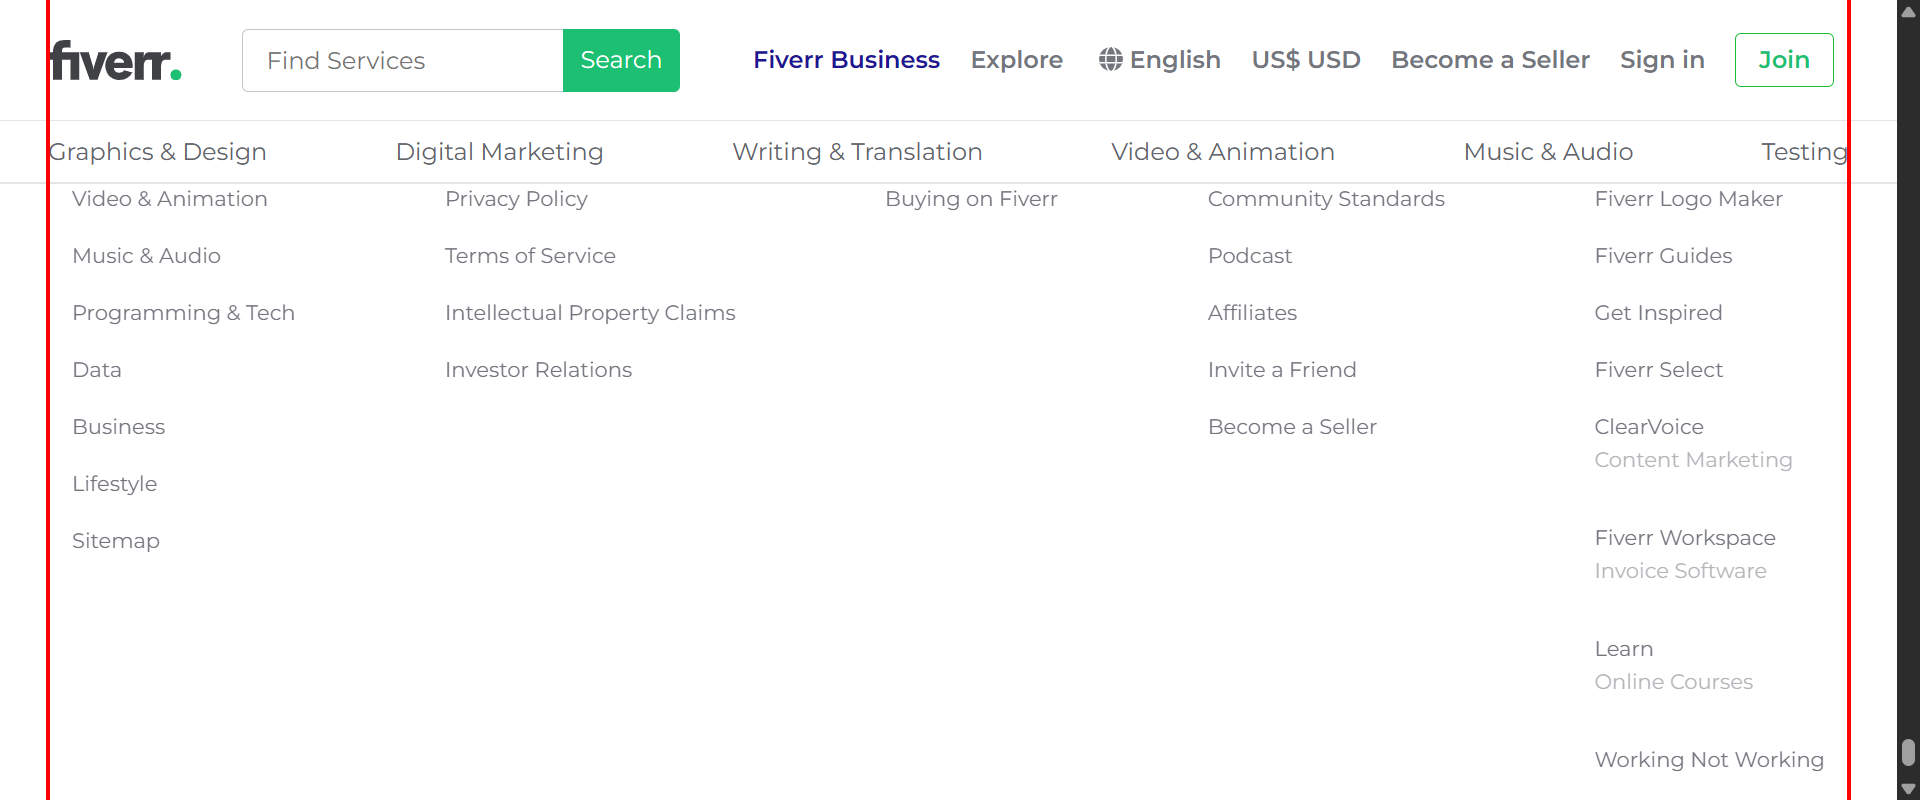 fiverr.
Find Services
Search
Fiverr Business
Explore
English
US$ USD
Become a Seller
Sign in
Join
Graphics & Design
Digital Marketing
Writing & Translation
Video & Animation
Music & Audio
Testing
Video & Animation
Music & Audio
Programming & Tech
Data
Business
Lifestyle
Sitemap
Privacy Policy
Terms of Service
Intellectual Property Claims
Investor Relations
Buying on Fiverr
Community Standards
Podcast
Affiliates
Invite a Friend
Become a Seller
Fiverr Logo Maker
Fiverr Guides
Get Inspired
Fiverr Select
ClearVoice
Content Marketing
Fiverr Workspace
Invoice Software
Learn
Online Courses
Working Not Working